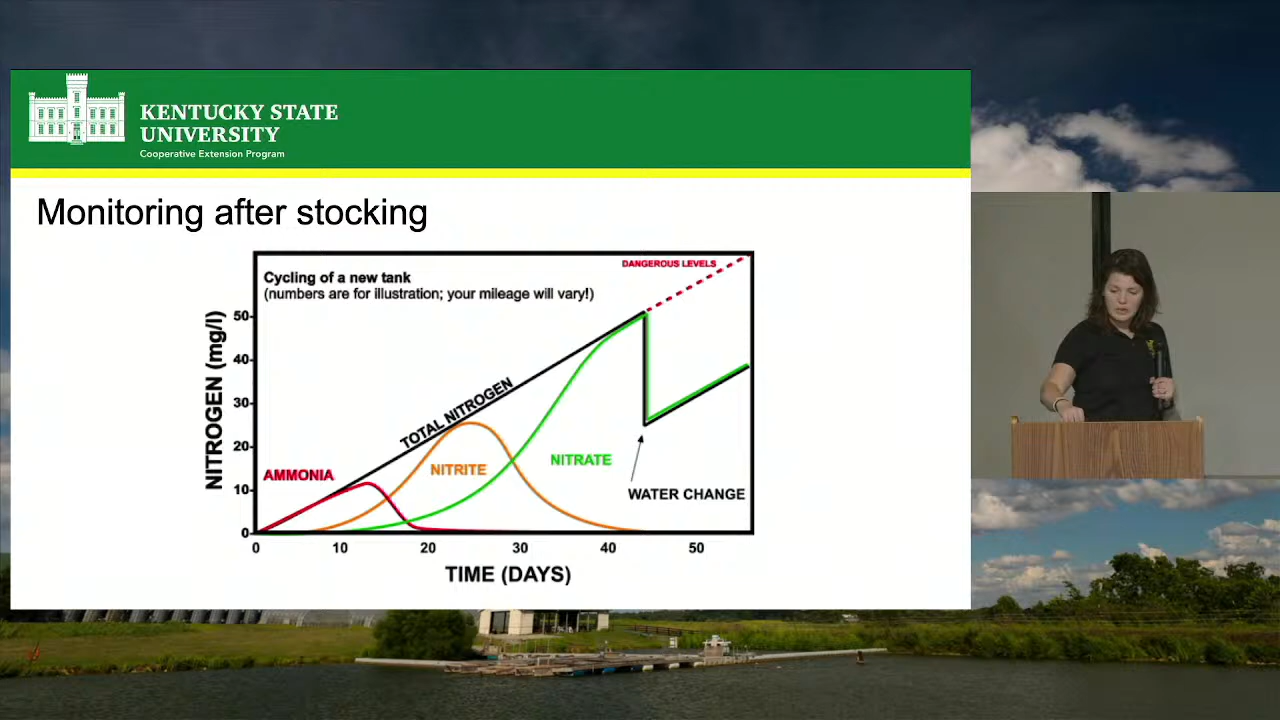 KENTUCKY STATE
UNIVERSITY
Cooperative Extension Program
Monitoring after stocking
Cycling of a new tank
(numbers are for illustration; your mileage will vary!)
DANGEROUS LEVELS
NITROGEN (mg/l)
50
40
30
20
10
0
TOTAL NITROGEN
AMMONIA
NITRITE
NITRATE
WATER CHANGE
0
10
20
30
40
50
TIME (DAYS)